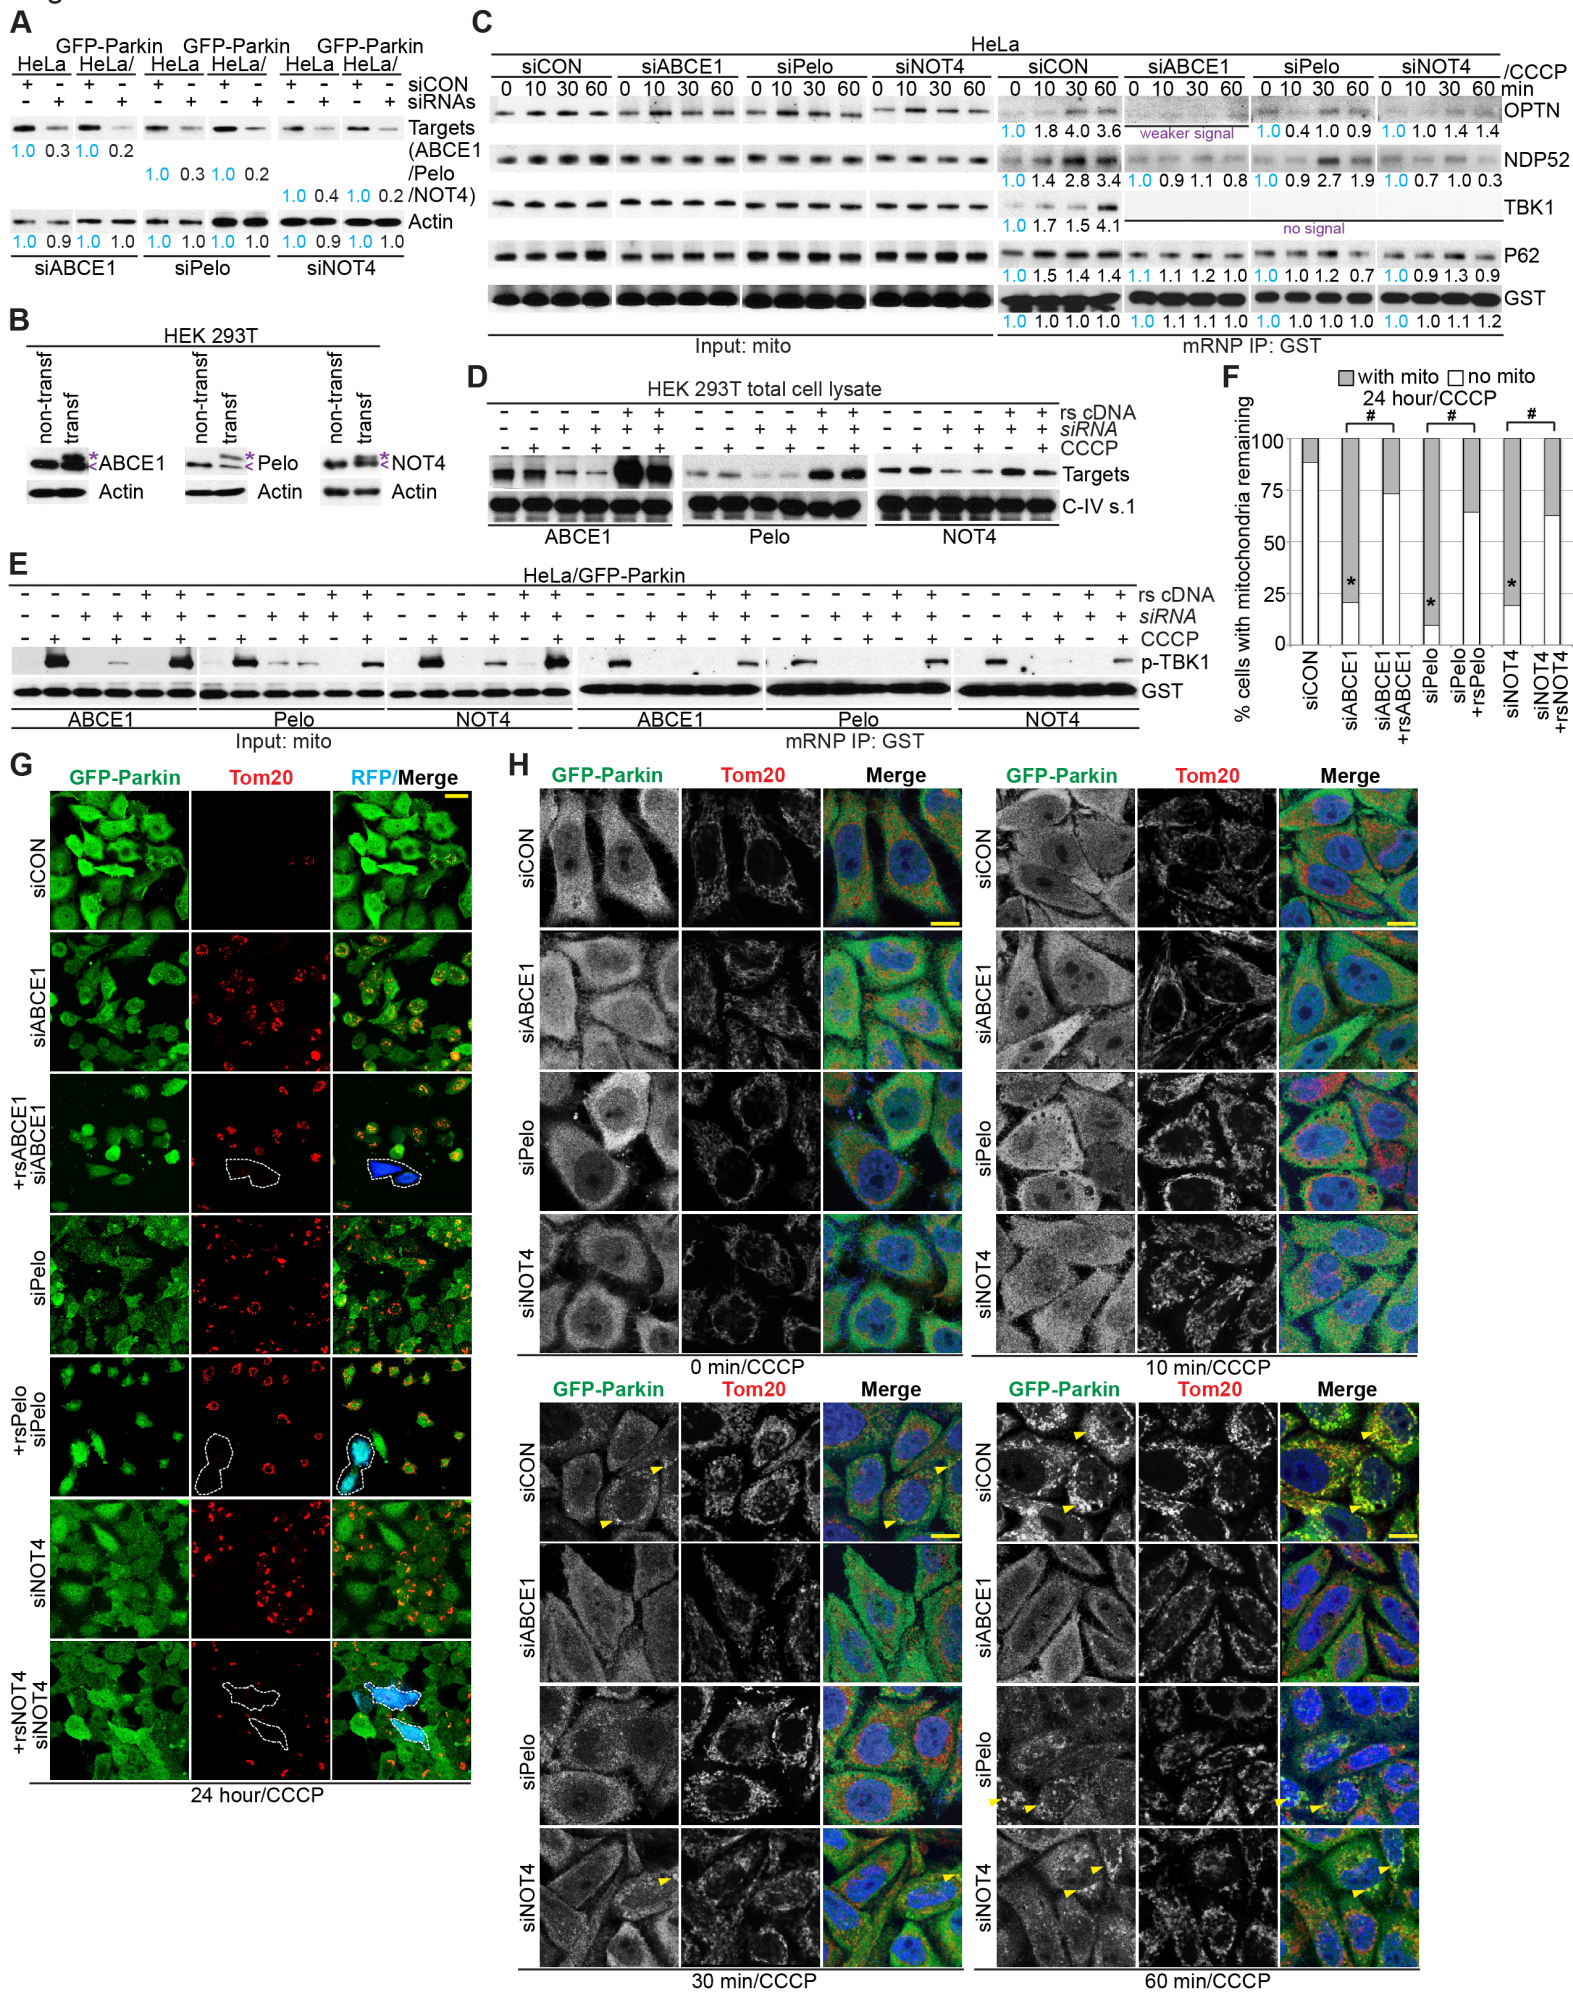 A
GFP-Parkin GFP-Parkin GFP-Parkin
HeLa HeLa/ HeLa HeLa/ HeLa HeLa/
+ - + - + - + - + - + - siCON
- + - + - + - + - + - + siRNAs
Targets
1.0 0.3 1.0 0.2 (ABCE1
1.0 0.3 1.0 0.2 /Pelo
1.0 0.4 1.0 0.2 /NOT4)
Actin
1.0 0.9 1.0 1.0 1.0 1.0 1.0 1.0 1.0 0.9 1.0 1.0
siABCE1 siPelo siNOT4
B
HEK 293T
non-transf transf non-transf transf non-transf transf
* * *
<ABCE1 < Pelo <NOT4
Actin Actin Actin
C
HeLa
siCON siABCE1 siPelo siNOT4 siCON siABCE1 siPelo siNOT4 /CCCP
0 10 30 60 0 10 30 60 0 10 30 60 0 10 30 60 0 10 30 60 0 10 30 60 0 10 30 60 0 10 30 60 min
OPTN
1.0 1.8 4.0 3.6 weaker signal 1.0 0.4 1.0 0.9 1.0 1.0 1.4 1.4
NDP52
1.0 1.4 2.8 3.4 1.0 0.9 1.1 0.8 1.0 0.9 2.7 1.9 1.0 0.7 1.0 0.3
TBK1
1.0 1.7 1.5 4.1 no signal
P62
1.0 1.5 1.4 1.4 1.1 1.1 1.2 1.0 1.0 1.0 1.2 0.7 1.0 0.9 1.3 0.9
GST
1.0 1.0 1.0 1.0 1.0 1.1 1.1 1.1 1.0 1.0 1.0 1.0 1.0 1.0 1.1 1.2
Input: mito mRNP IP: GST
D
HEK 293T total cell lysate
- - - - + + - - - - + + - - - - + + rs cDNA
- - + + + + - - + + + + - - + + + + siRNA
- + - + - + - + - + - + - + - + - + CCCP
Targets
C-IV s.1
ABCE1 Pelo NOT4
E
HeLa/GFP-Parkin
- - - - + + - - - - + + - - - - + + - - - - + + - - - - + + - - - - + + rs cDNA
- - + + + + - - + + + + - - + + + + - - + + + + - - + + + + - - + + + + siRNA
- + - + - + - + - + - + - + - + - + - + - + - + - + - + - + - + - + - + CCCP
p-TBK1
GST
ABCE1 Pelo NOT4 ABCE1 Pelo NOT4
Input: mito mRNP IP: GST
F
with mito no mito
24 hour/CCCP
# # #
% cells with mitochondria remaining
100
75
50
25
0
* * *
siCON
siABCE1
siABCE1
+rsABCE1
siPelo
siPelo
+rsPelo
siNOT4
siNOT4
+rsNOT4
G
GFP-Parkin Tom20 RFP/Merge
siCON
siABCE1
+rsABCE1
siABCE1
siPelo
+rsPelo
siPelo
siNOT4
+rsNOT4
siNOT4
24 hour/CCCP
H
GFP-Parkin Tom20 Merge
siCON
siABCE1
siPelo
siNOT4
0 min/CCCP
GFP-Parkin Tom20 Merge
siCON
siABCE1
siPelo
siNOT4
10 min/CCCP
GFP-Parkin Tom20 Merge
siCON
siABCE1
siPelo
siNOT4
30 min/CCCP
GFP-Parkin Tom20 Merge
siCON
siABCE1
siPelo
siNOT4
60 min/CCCP